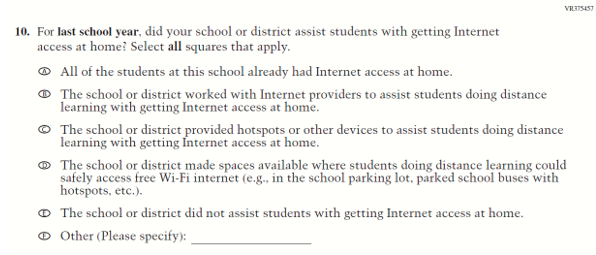 VR375457
10. For last school year, did your school or district assist students with getting Internet
access at home? Select all squares that apply.
A All of the students at this school already had Internet access at home.
B The school or district worked with Internet providers to assist students doing distance
learning with getting Internet access at home.
C The school or district provided hotspots or other devices to assist students doing distance
learning with getting Internet access at home.
D The school or district made spaces available where students doing distance learning could
safely access free Wi-Fi internet (e.g., in the school parking lot, parked school buses with
hotspots, etc.).
E The school or district did not assist students with getting Internet access at home.
F Other (Please specify):